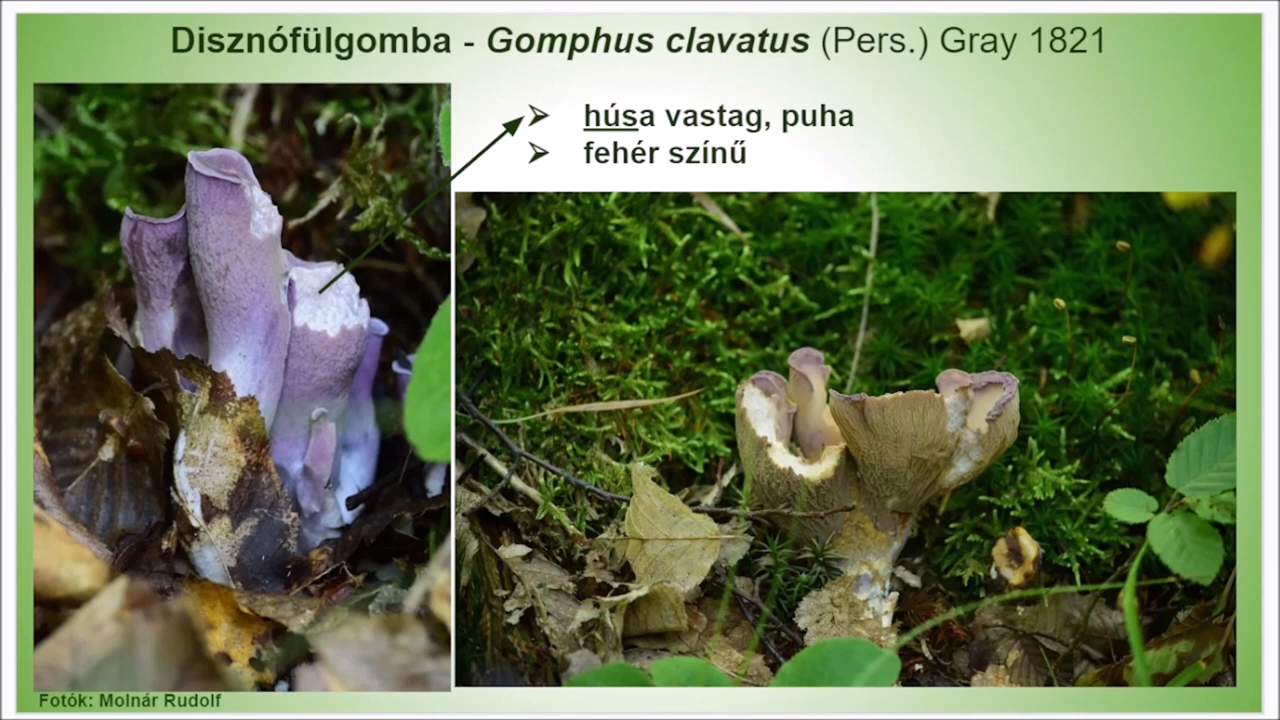 Disznófülgomba - Gomphus clavatus (Pers.) Gray 1821
húsa vastag, puha
fehér színű
Fotók: Molnár Rudolf